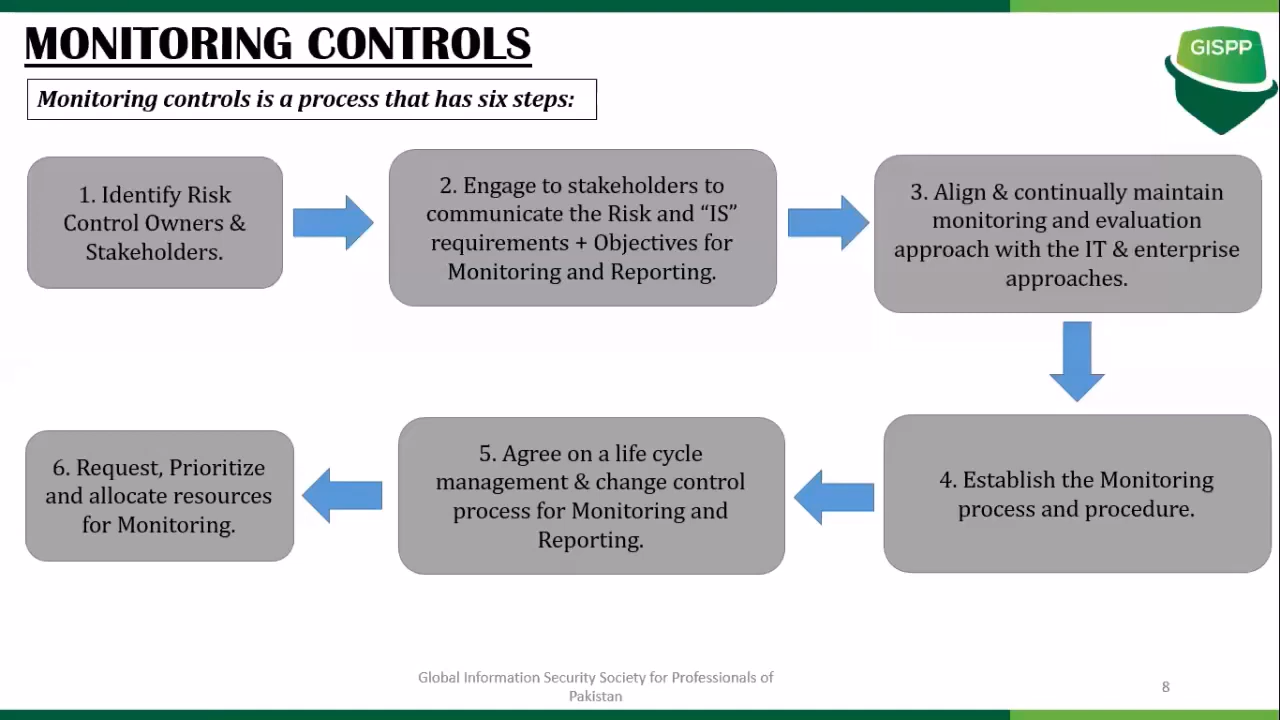 MONITORING CONTROLS
GISPP
Monitoring controls is a process that has six steps:
1. Identify Risk
Control Owners &
Stakeholders.
2. Engage to stakeholders to
communicate the Risk and “IS”
requirements + Objectives for
Monitoring and Reporting.
3. Align & continually maintain
monitoring and evaluation
approach with the IT & enterprise
approaches.
4. Establish the Monitoring
process and procedure.
5. Agree on a life cycle
management & change control
process for Monitoring and
Reporting.
6. Request, Prioritize
and allocate resources
for Monitoring.
Global Information Security Society for Professionals of
Pakistan
8